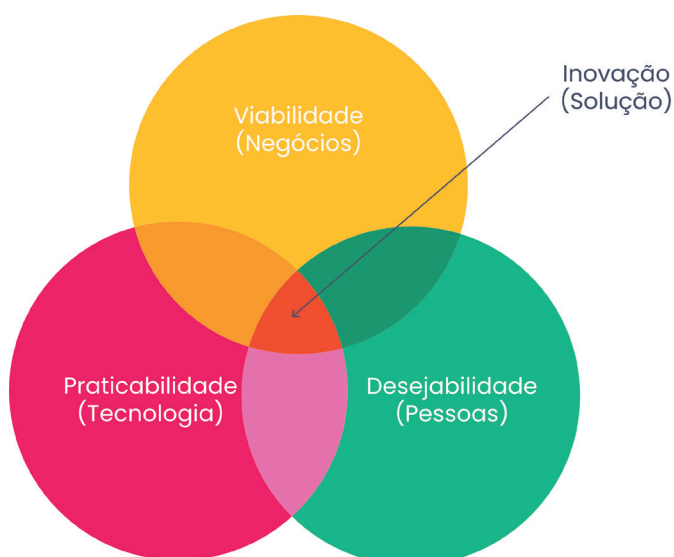 Inovação
(Solução)
Viabilidade
(Negócios)
Praticabilidade
(Tecnologia)
Desejabilidade
(Pessoas)